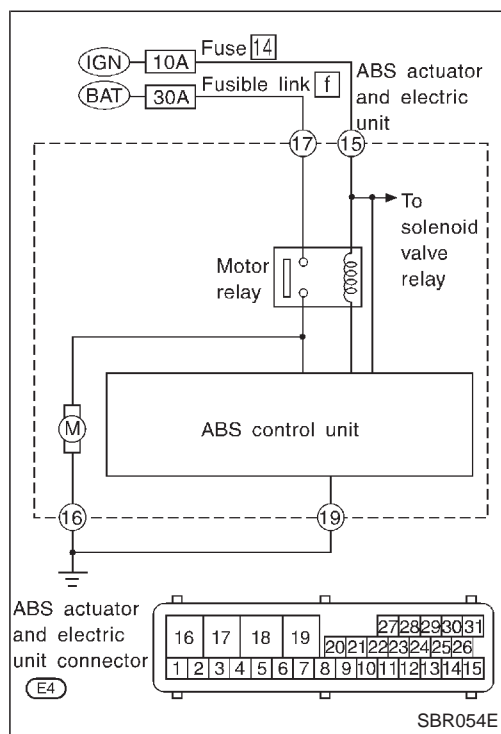 IGN 10A Fuse 14
BAT 30A Fusible link f
ABS actuator
and electric
unit
17 15
To
solenoid
valve
relay
Motor
relay
ABS control unit
M
16 19
ABS actuator
and electric
unit connector
E4
16 17 18 19 27 28 29 30 31
20 21 22 23 24 25 26
1 2 3 4 5 6 7 8 9 10 11 12 13 14 15
SBR054E